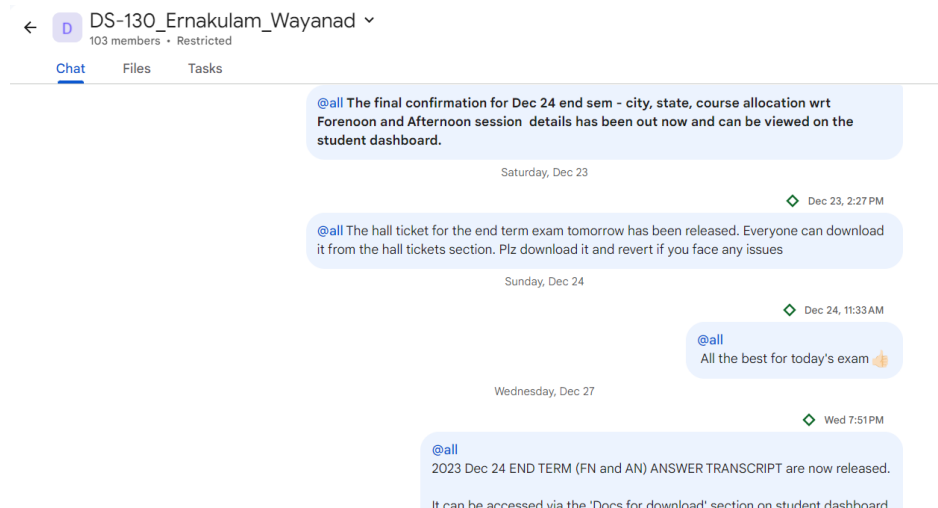 D
DS-130_Ernakulam_Wayanad
103 members • Restricted
Chat Files Tasks
@all The final confirmation for Dec 24 end sem - city, state, course allocation wrt
Forenoon and Afternoon session details has been out now and can be viewed on the
student dashboard.
Saturday, Dec 23
Dec 23, 2:27 PM
@all The hall ticket for the end term exam tomorrow has been released. Everyone can download
it from the hall tickets section. Plz download it and revert if you face any issues
Sunday, Dec 24
Dec 24, 11:33 AM
@all
All the best for today's exam 👍🏻
Wednesday, Dec 27
Wed 7:51 PM
@all
2023 Dec 24 END TERM (FN and AN) ANSWER TRANSCRIPT are now released.
It can be accessed via the 'Docs for download' section on student dashboard